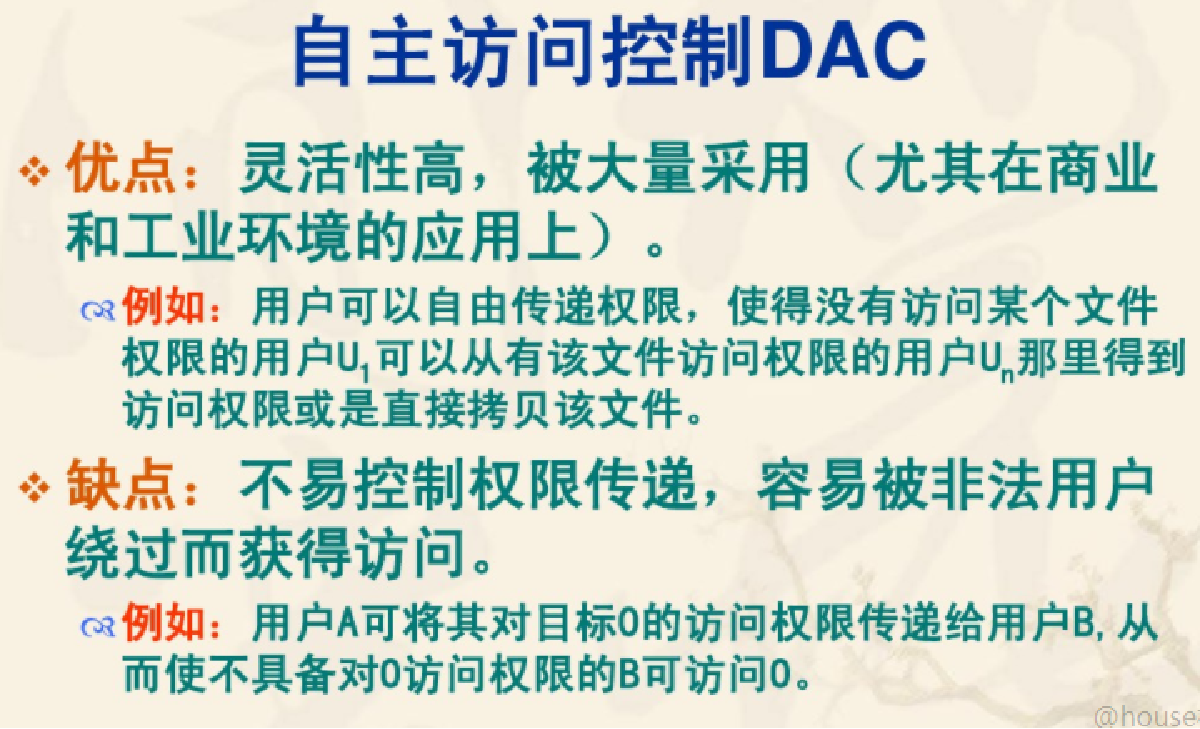 自主访问控制DAC
优点：灵活性高，被大量采用（尤其在商业
和工业环境的应用上）。
例如：用户可以自由传递权限，使得没有访问某个文件
权限的用户U1可以从有该文件访问权限的用户Un那里得到
访问权限或是直接拷贝该文件。
缺点：不易控制权限传递，容易被非法用户
绕过而获得访问。
例如：用户A可将其对目标O的访问权限传递给用户B,从
而使不具备对O访问权限的B可访问O。
@house